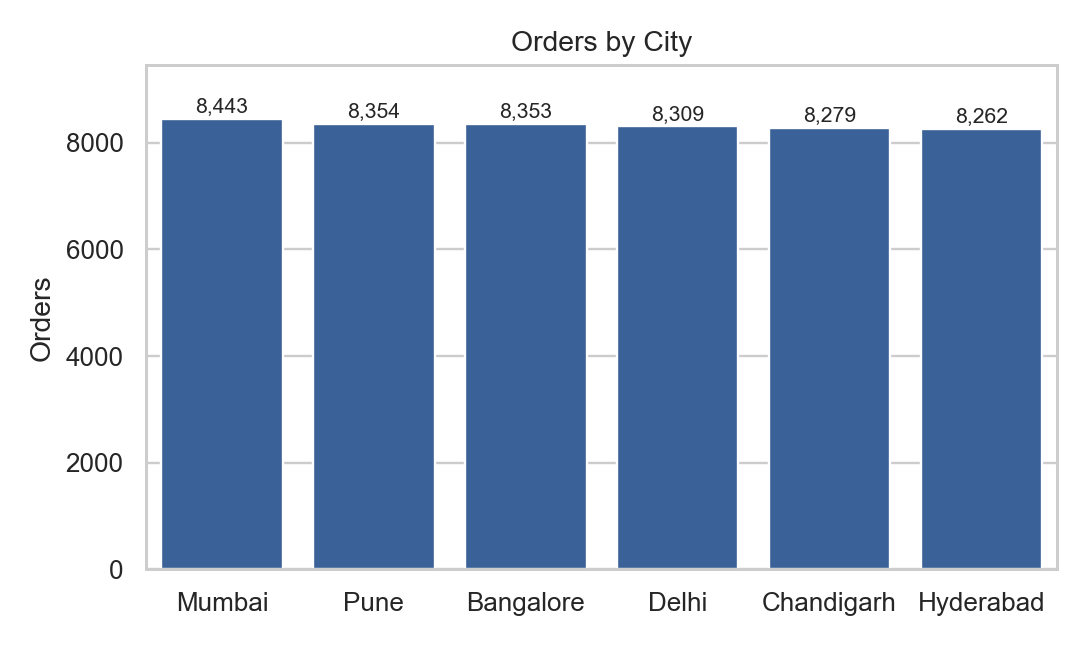 Orders by City
8,443 8,354 8,353 8,309 8,279 8,262
8000
6000
4000
2000
0
Orders
Mumbai Pune Bangalore Delhi Chandigarh Hyderabad